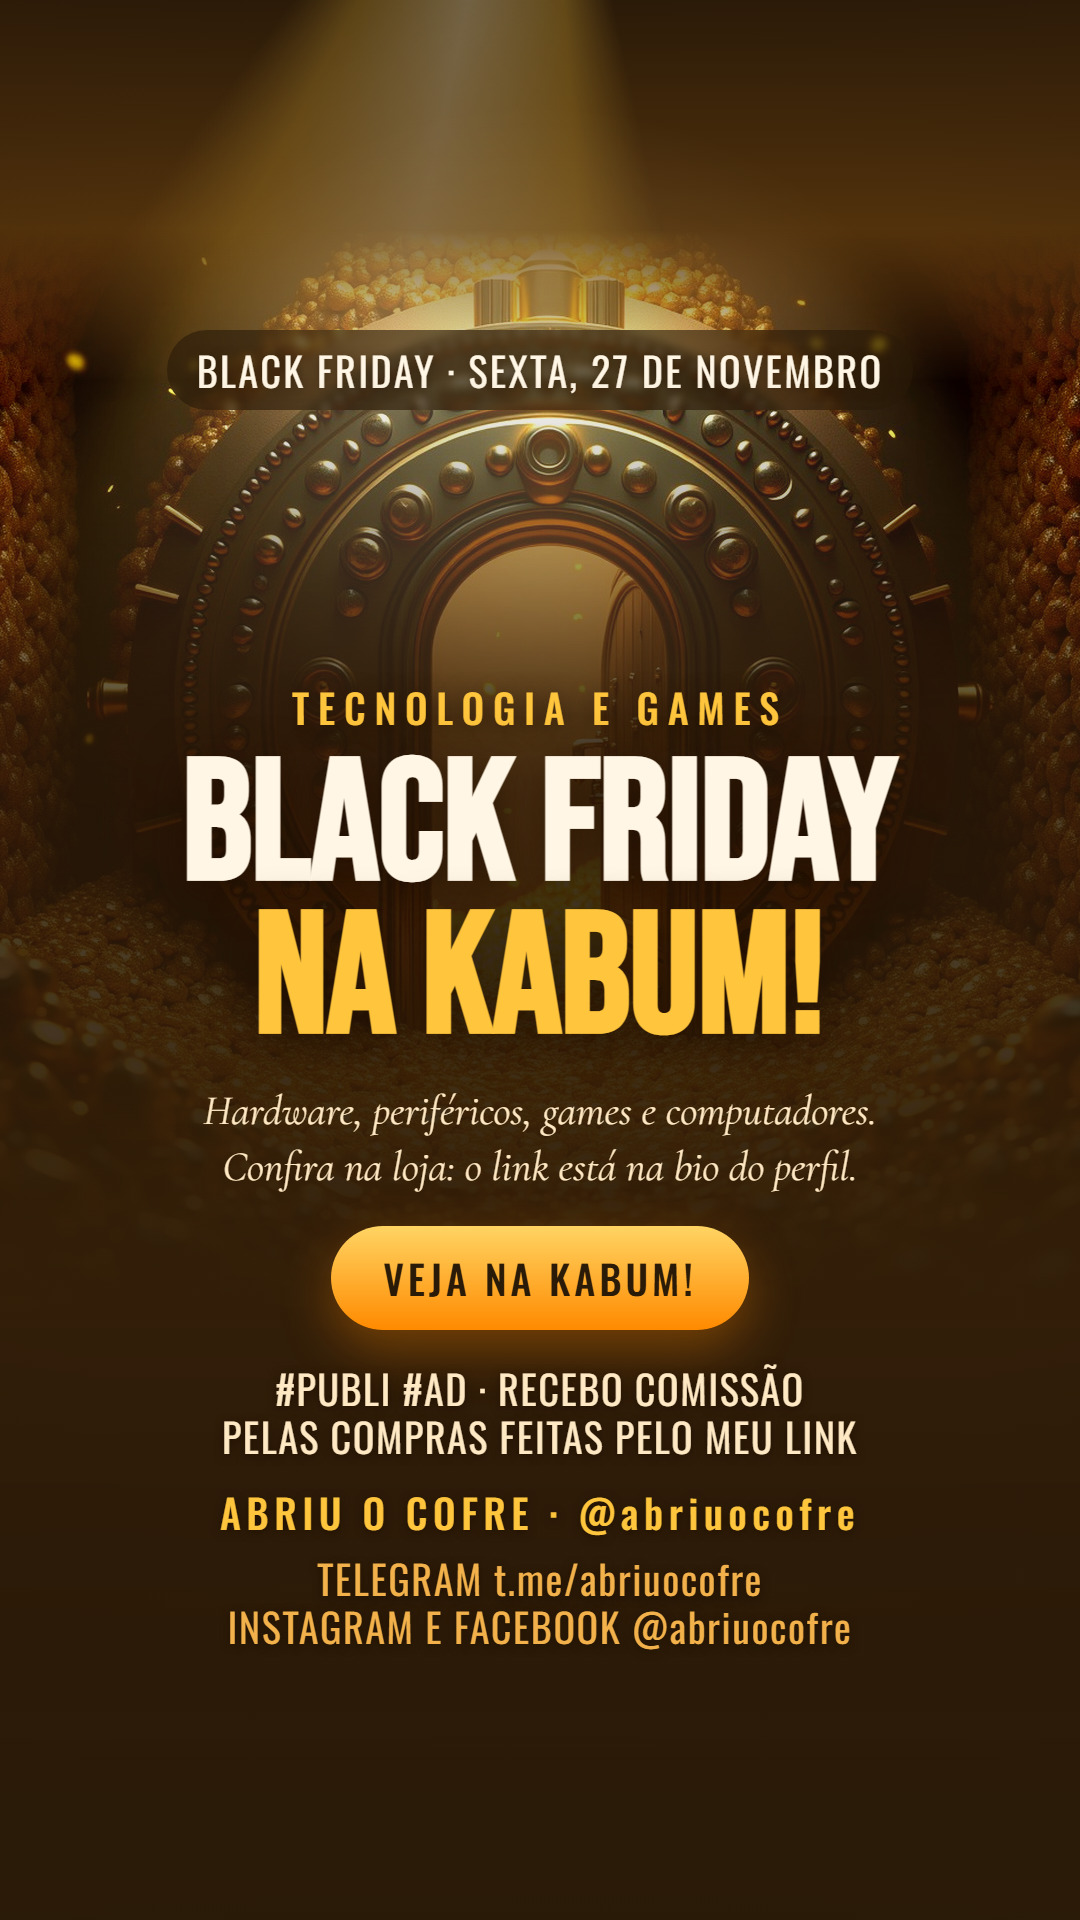 BLACK FRIDAY · SEXTA, 27 DE NOVEMBRO
TECNOLOGIA E GAMES
BLACK FRIDAY
NA KABUM!
Hardware, periféricos, games e computadores.
Confira na loja: o link está na bio do perfil.
VEJA NA KABUM!
#PUBLI #AD · RECEBO COMISSÃO
PELAS COMPRAS FEITAS PELO MEU LINK
ABRIU O COFRE · @abriuocofre
TELEGRAM t.me/abriuocofre
INSTAGRAM E FACEBOOK @abriuocofre